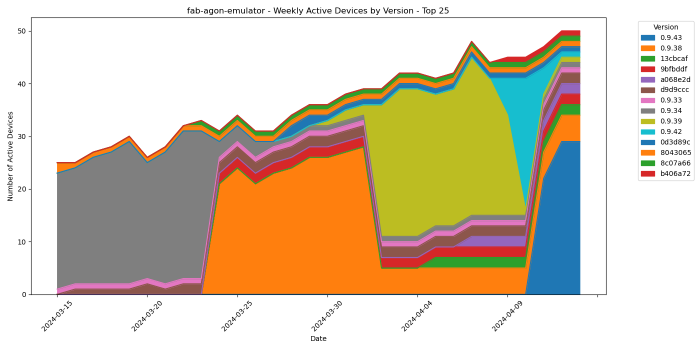 fab-agon-emulator - Weekly Active Devices by Version - Top 25
Number of Active Devices
50
40
30
20
10
0
2024-03-15
2024-03-20
2024-03-25
2024-03-30
2024-04-04
2024-04-09
Date
Version
0.9.43
0.9.38
13cbcaf
9bfbddf
a068e2d
d9d9ccc
0.9.33
0.9.34
0.9.39
0.9.42
0d3d89c
8043065
8c07a66
b406a72